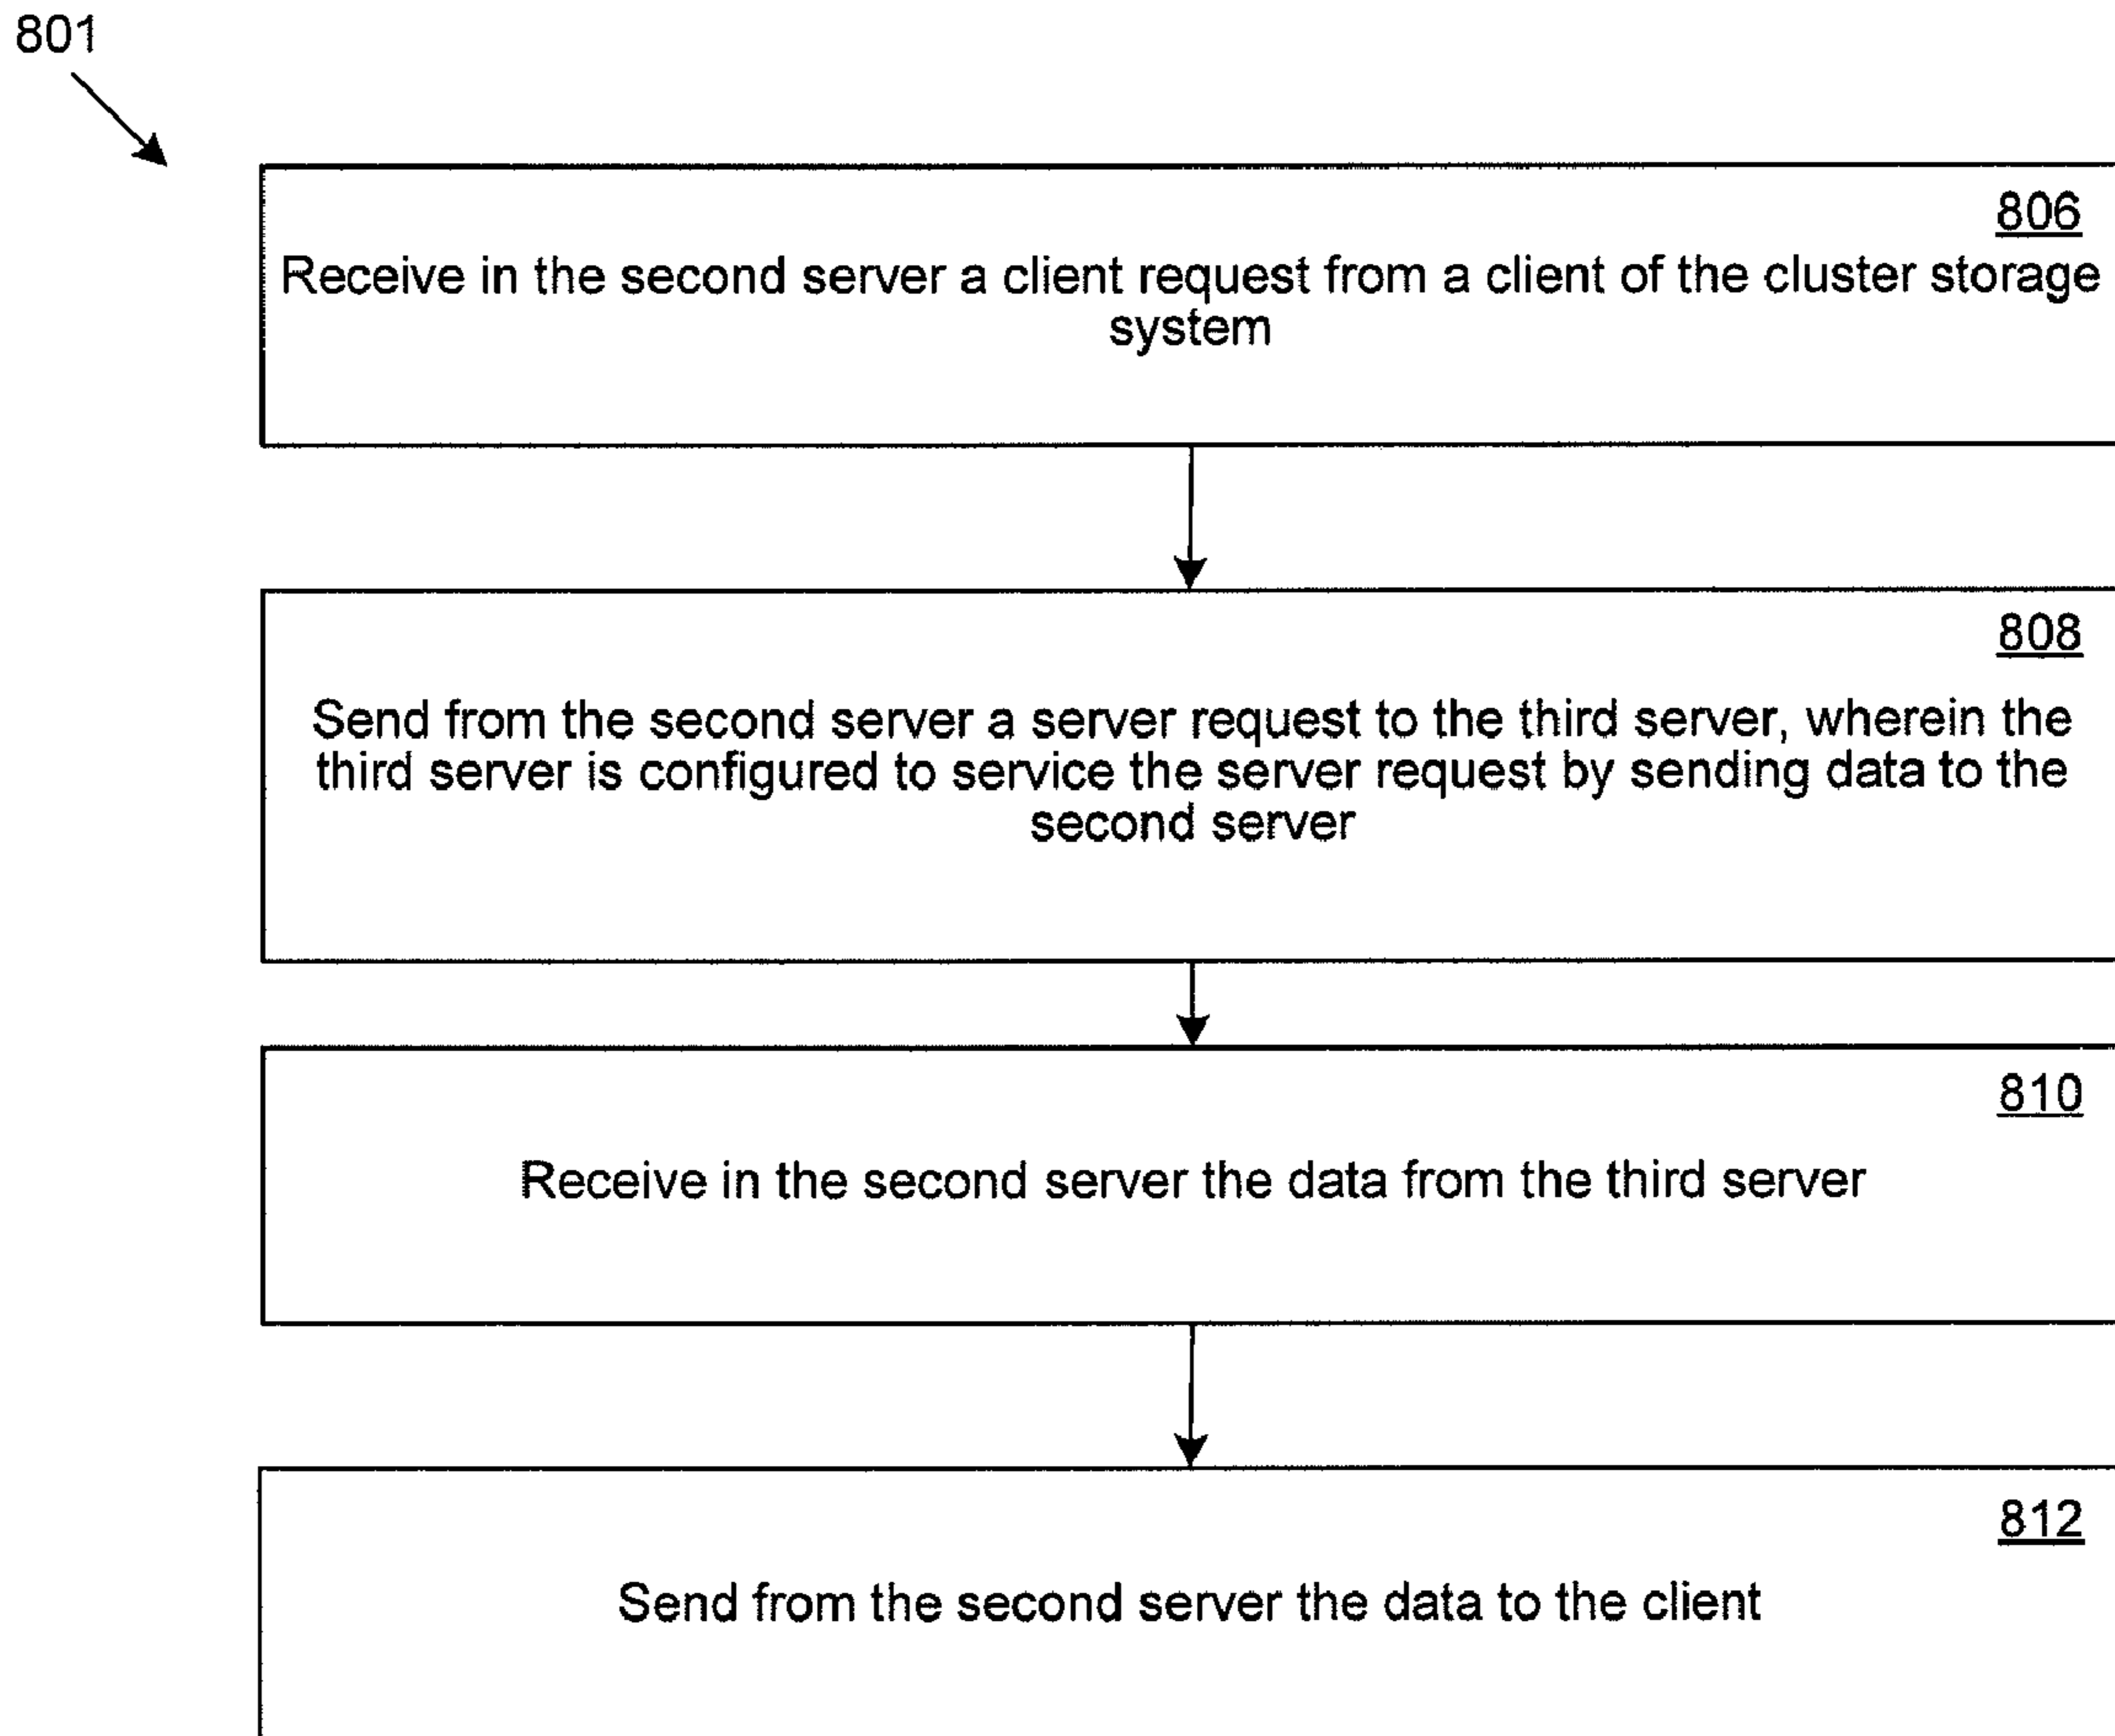 801
806
Receive in the second server a client request from a client of the cluster storage
system
808
Send from the second server a server request to the third server, wherein the
third server is configured to service the server request by sending data to the
second server
810
Receive in the second server the data from the third server
812
Send from the second server the data to the client